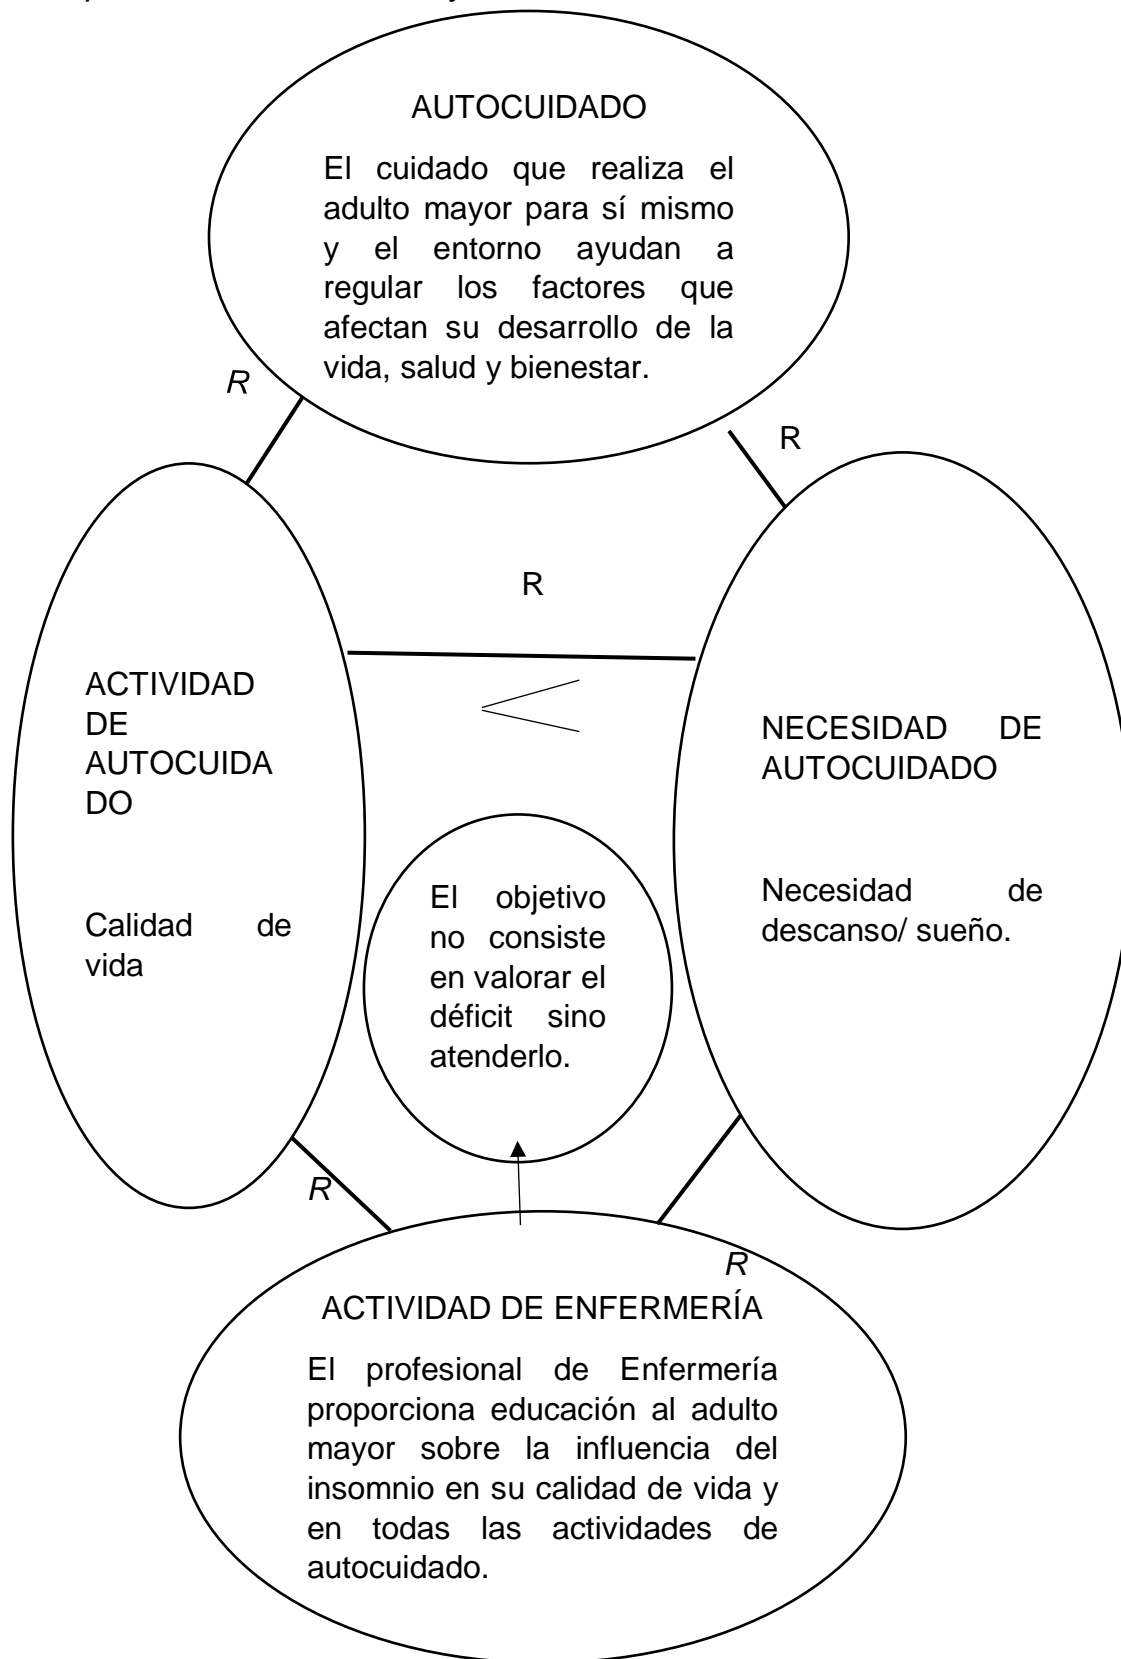 AUTOCUIDADO
El cuidado que realiza el
adulto mayor para sí mismo
y el entorno ayudan a
regular los factores que
afectan su desarrollo de la
vida, salud y bienestar.
R
R
R
ACTIVIDAD
DE
AUTOCUIDA
DO
Calidad de
vida
NECESIDAD DE
AUTOCUIDADO
Necesidad de
descanso/ sueño.
El objetivo
no consiste
en valorar el
déficit sino
atenderlo.
R
R
ACTIVIDAD DE ENFERMERÍA
El profesional de Enfermería
proporciona educación al adulto
mayor sobre la influencia del
insomnio en su calidad de vida y
en todas las actividades de
autocuidado.